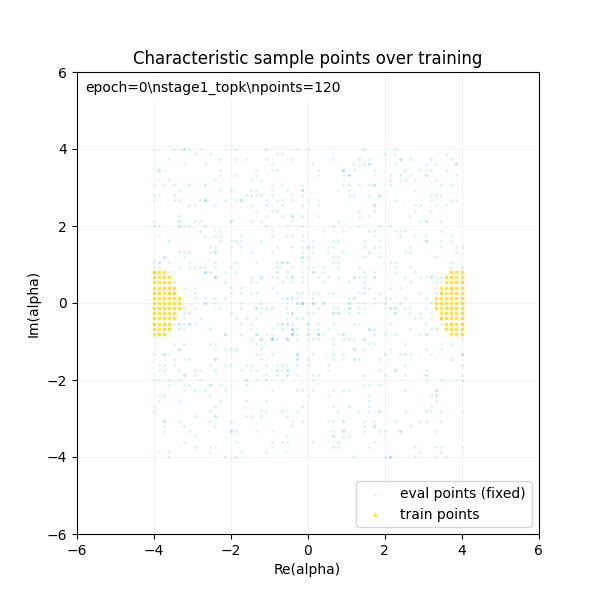 Characteristic sample points over training
epoch=0\nstage1_topk\npoints=120
6
4
2
0
−2
−4
−6
Im(alpha)
eval points (fixed)
train points
−6
−4
−2
0
2
4
6
Re(alpha)